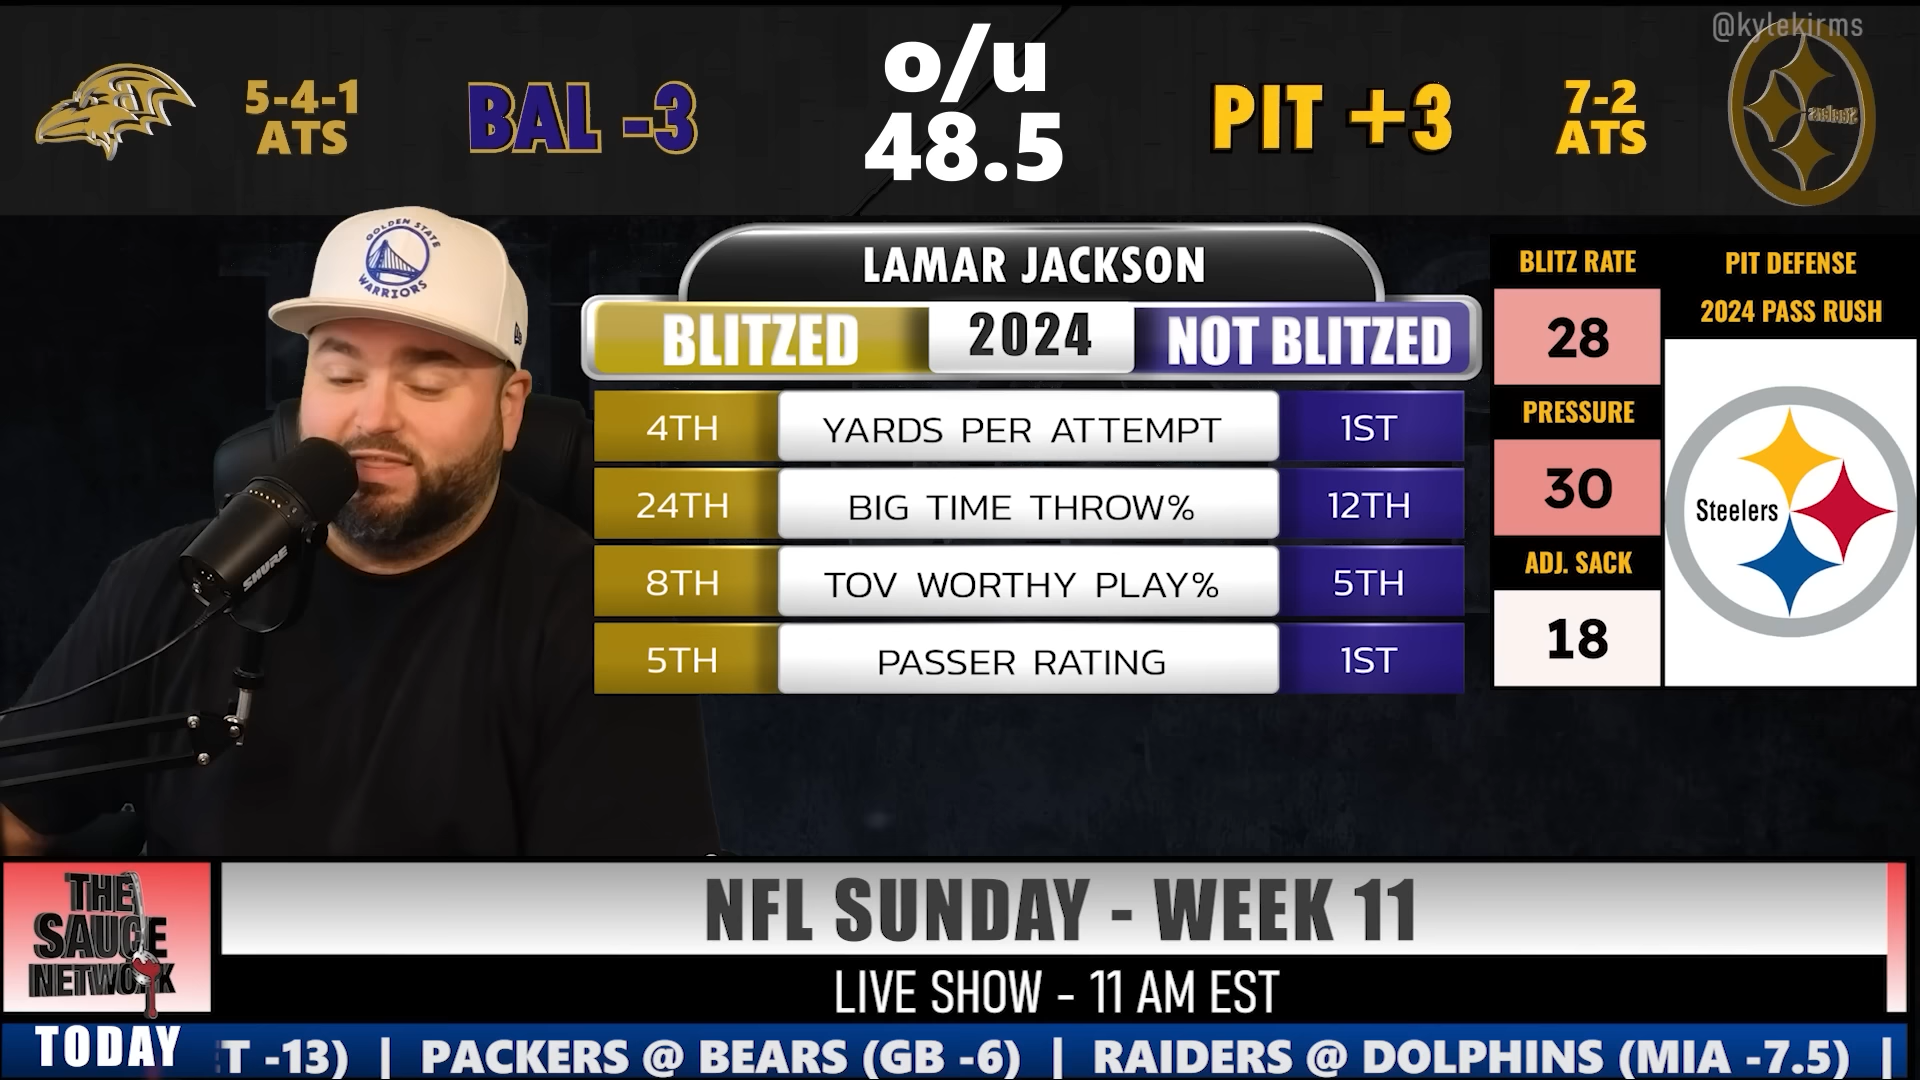 @kylekirms
5-4-1
ATS
BAL -3
o/u
48.5
PIT +3
7-2
ATS
Steelers
GOLDEN STATE
WARRIORS
SHURE
LAMAR JACKSON
BLITZED
2024
NOT BLITZED
4TH
YARDS PER ATTEMPT
1ST
24TH
BIG TIME THROW%
12TH
8TH
TOV WORTHY PLAY%
5TH
5TH
PASSER RATING
1ST
BLITZ RATE
28
PRESSURE
30
ADJ. SACK
18
PIT DEFENSE
2024 PASS RUSH
Steelers
THE
SAUCE
NETWORK
NFL SUNDAY - WEEK 11
LIVE SHOW - 11 AM EST
TODAY
T -13) | PACKERS @ BEARS (GB -6) | RAIDERS @ DOLPHINS (MIA -7.5) |